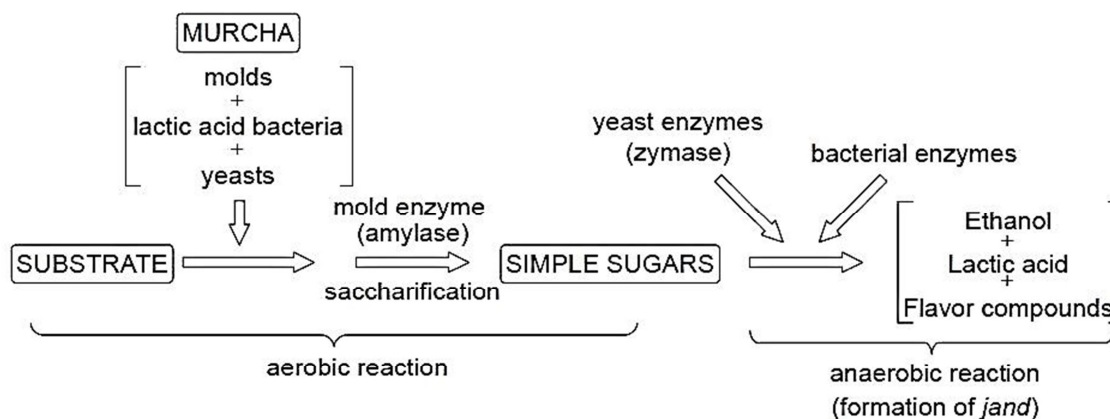 MURCHA
molds
+
lactic acid bacteria
+
yeasts
yeast enzymes
(zymase)
bacterial enzymes
mold enzyme
(amylase)
SUBSTRATE
SIMPLE SUGARS
saccharification
Ethanol
+
Lactic acid
+
Flavor compounds
aerobic reaction
anaerobic reaction
(formation of jand)